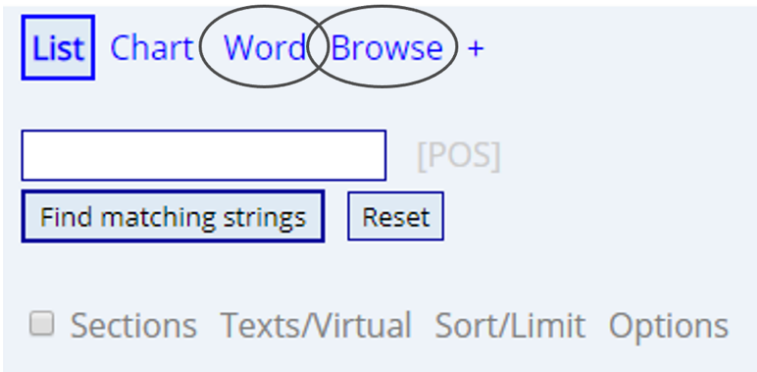 List Chart Word Browse +
[POS]
Find matching strings Reset
Sections Texts/Virtual Sort/Limit Options